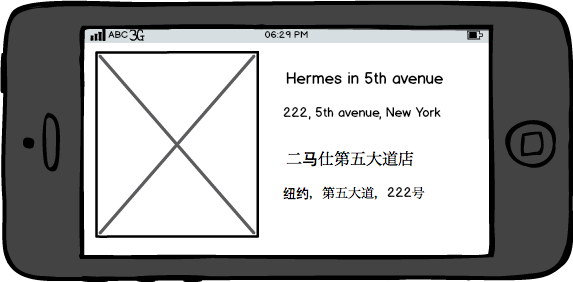 ABC 3G 06:29 PM
Hermes in 5th avenue
222, 5th avenue, New York
二马仕第五大道店
纽约，第五大道，222号